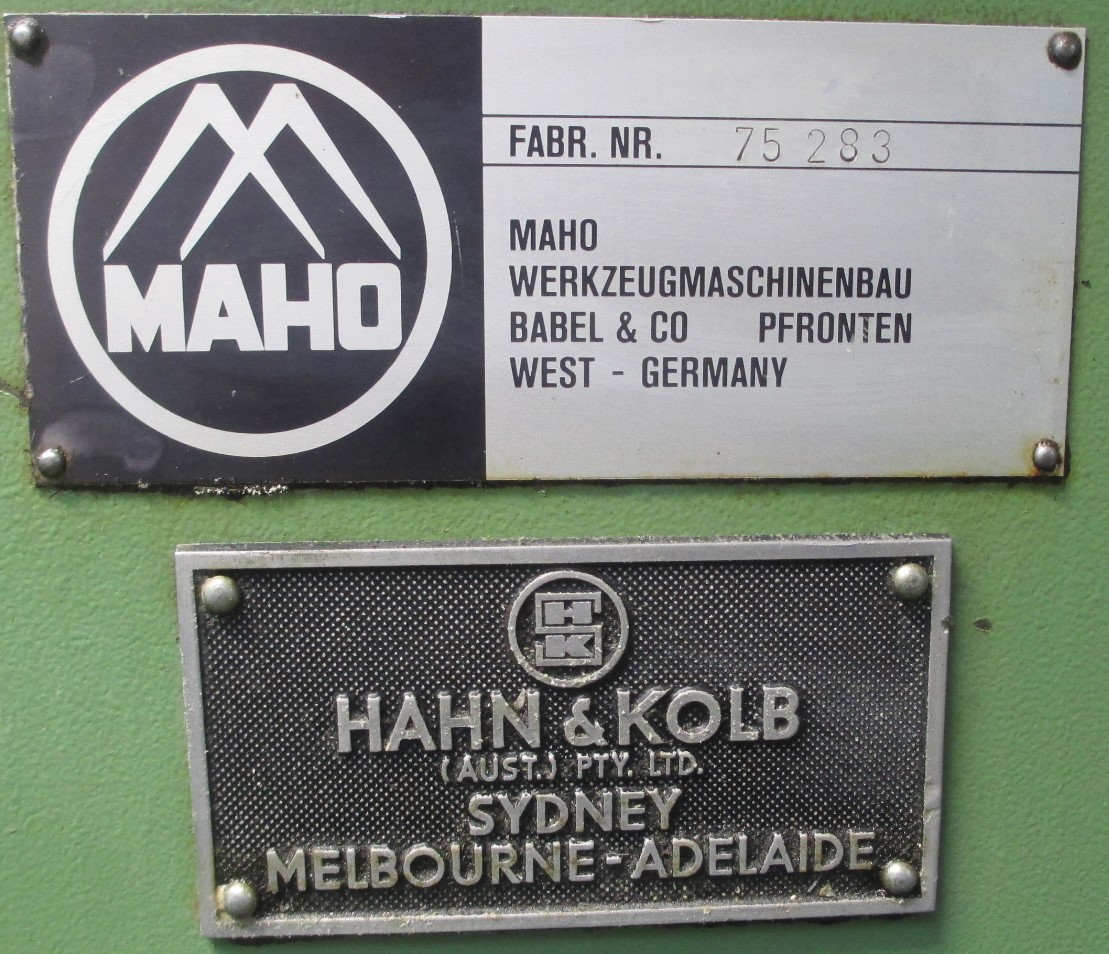 MAHO
FABR. NR. 75 283
MAHO
WERKZEUGMASCHINENBAU
BABEL & CO PFRONTEN
WEST - GERMANY
HK
HAHN & KOLB
(AUST.) PTY. LTD.
SYDNEY
MELBOURNE - ADELAIDE